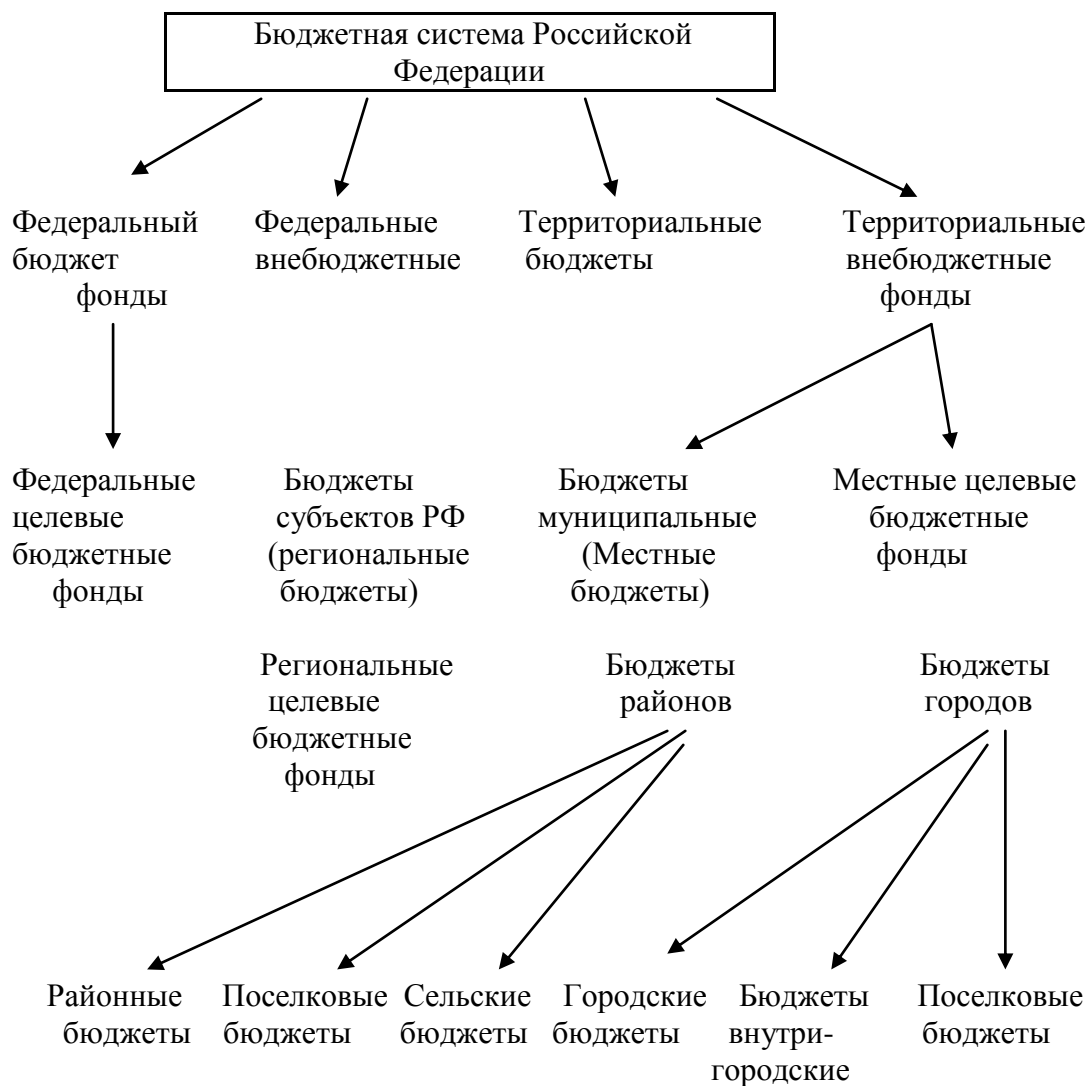 Бюджетная система Российской
Федерации
Федеральный
бюджет
фонды
Федеральные
внебюджетные
Территориальные
бюджеты
Территориальные
внебюджетные
фонды
Федеральные
целевые
бюджетные
фонды
Бюджеты
субъектов РФ
(региональные
бюджеты)
Бюджеты
муниципальные
(Местные
бюджеты)
Местные целевые
бюджетные
фонды
Региональные
целевые
бюджетные
фонды
Бюджеты
районов
Бюджеты
городов
Районные
бюджеты
Поселковые
бюджеты
Сельские
бюджеты
Городские
бюджеты
Бюджеты
внутри-
городские
Поселковые
бюджеты